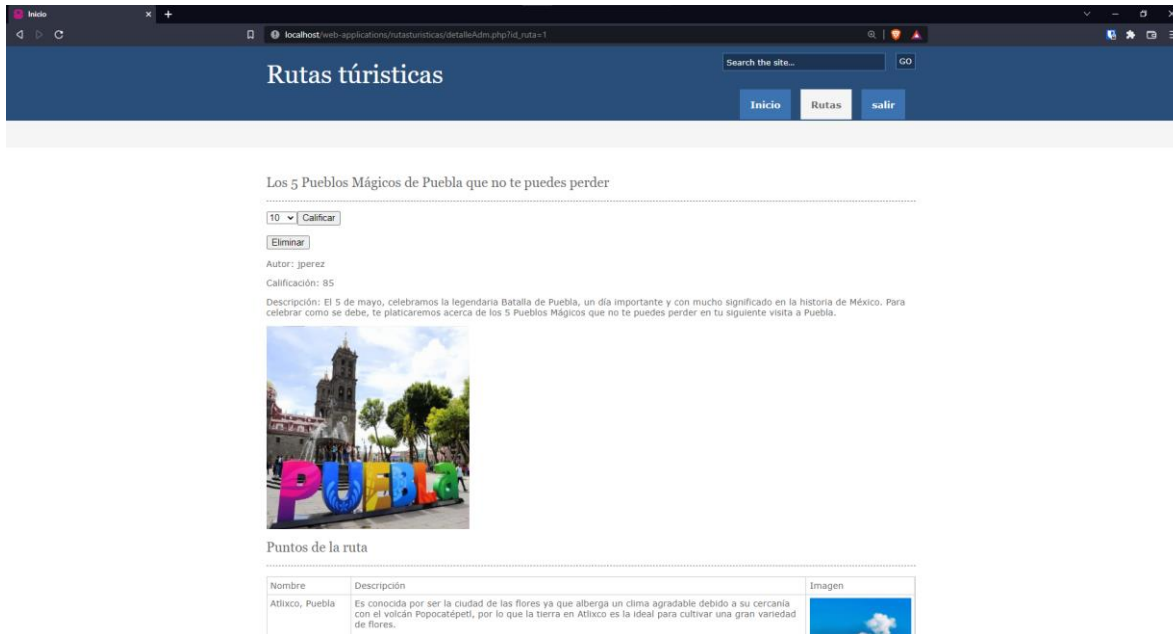 Inicio
localhost/web-applications/rutasturisticas/detalleAdm.php?id_ruta=1
Rutas túristicas
Search the site...
GO
Inicio
Rutas
salir
Los 5 Pueblos Mágicos de Puebla que no te puedes perder
10
Calificar
Eliminar
Autor: jperez
Calificación: 85
Descripción: El 5 de mayo, celebramos la legendaria Batalla de Puebla, un día importante y con mucho significado en la historia de México. Para
celebrar como se debe, te platicaremos acerca de los 5 Pueblos Mágicos que no te puedes perder en tu siguiente visita a Puebla.
PUEBLa
Puntos de la ruta
Nombre
Descripción
Imagen
Atlixco, Puebla
Es conocida por ser la ciudad de las flores ya que alberga un clima agradable debido a su cercanía
con el volcán Popocatépetl, por lo que la tierra en Atlixco es la ideal para cultivar una gran variedad
de flores.